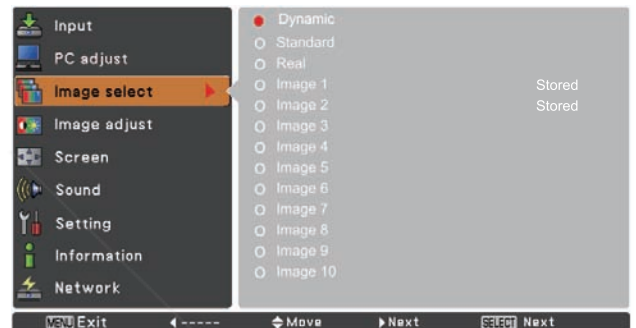 Input
PC adjust
Image select
Image adjust
Screen
Sound
Setting
Information
Network
Dynamic
Standard
Real
Image 1 Stored
Image 2 Stored
Image 3
Image 4
Image 5
Image 6
Image 7
Image 8
Image 9
Image 10
MENU Exit ----- Move Next SELECT Next